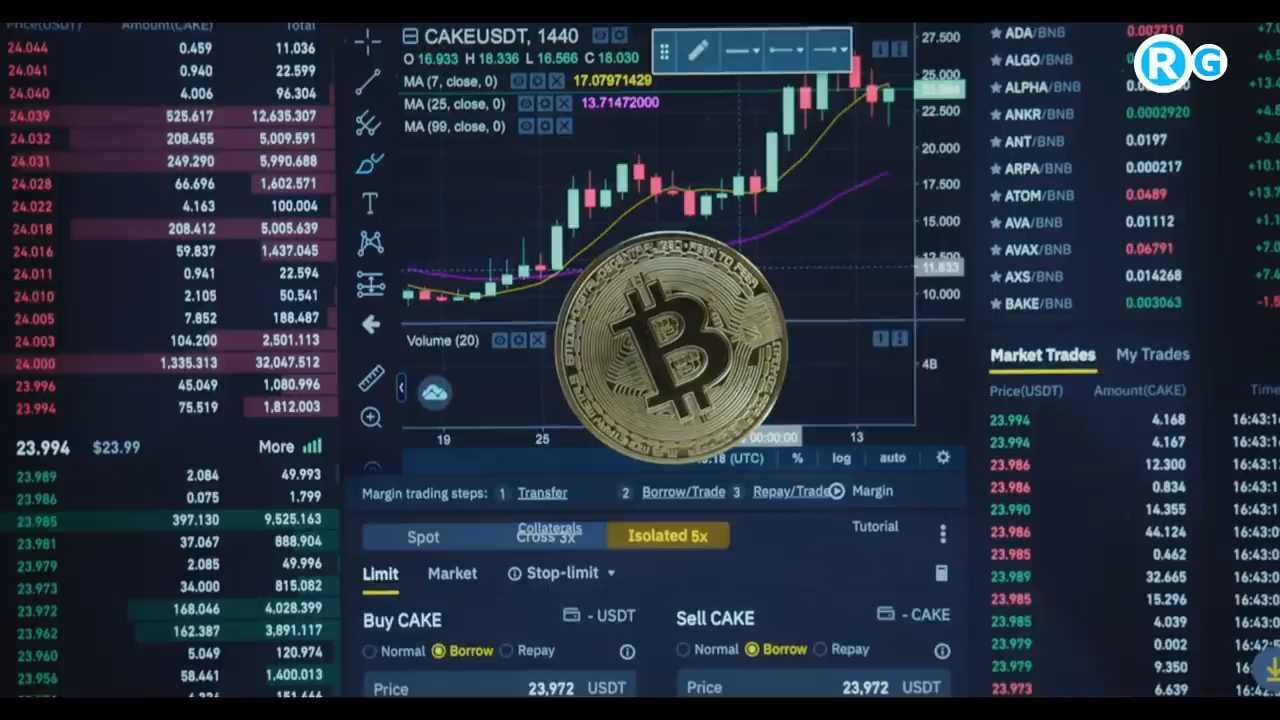 Price(USDT) Amount(CAKE) Total
24.044 0.459 11.036
24.041 0.940 22.599
24.040 4.006 96.304
24.039 525.617 12,635.307
24.032 208.455 5,009.591
24.031 249.290 5,990.688
24.028 66.696 1,602.571
24.022 4.163 100.004
24.018 208.412 5,005.639
24.016 59.837 1,437.045
24.011 0.941 22.594
24.010 2.105 50.541
24.005 7.852 188.487
24.003 104.200 2,501.113
24.000 1,335.313 32,047.512
23.996 45.049 1,080.996
23.994 75.519 1,812.003
23.994 $23.99 More
23.989 2.084 49.993
23.986 0.075 1.799
23.985 397.130 9,525.163
23.981 37.067 888.904
23.979 2.085 49.996
23.973 34.000 815.082
23.972 168.046 4,028.399
23.962 162.387 3,891.117
23.960 5.049 120.974
23.956 58.441 1,400.013
CAKEUSDT, 1440
O 16.933 H 18.336 L 16.566 C 18.030
MA (7, close, 0) 17.07971429
MA (25, close, 0) 13.71472000
MA (99, close, 0)
27.500
25.000
22.500
20.000
17.500
15.000
11.833
10.000
Volume (20)
4B
19 25 00:00:00 13
(UTC) % log auto
Margin trading steps: 1 Transfer 2 Borrow/Trade 3 Repay/Trade Margin
Collaterals Tutorial
Spot Cross 3x Isolated 5x
Limit Market Stop-limit
Buy CAKE - USDT Sell CAKE - CAKE
Normal Borrow Repay Normal Borrow Repay
Price 23,972 USDT Price 23,972 USDT
RG
ADA/BNB 0.002710
ALGO/BNB
ALPHA/BNB
ANKR/BNB 0.0002920
ANT/BNB 0.0197
ARPA/BNB 0.000217
ATOM/BNB 0.0489
AVA/BNB 0.01112
AVAX/BNB 0.06791
AXS/BNB 0.014268
BAKE/BNB 0.003063
Market Trades My Trades
Price(USDT) Amount(CAKE) Time
23.994 4.168
23.994 4.167
23.986 12.300
23.986 0.834
23.990 14.355
23.986 44.124
23.985 0.462
23.989 32.665
23.985 15.296
23.985 4.039
23.979 0.002
23.979 9.350
23.973 6.639